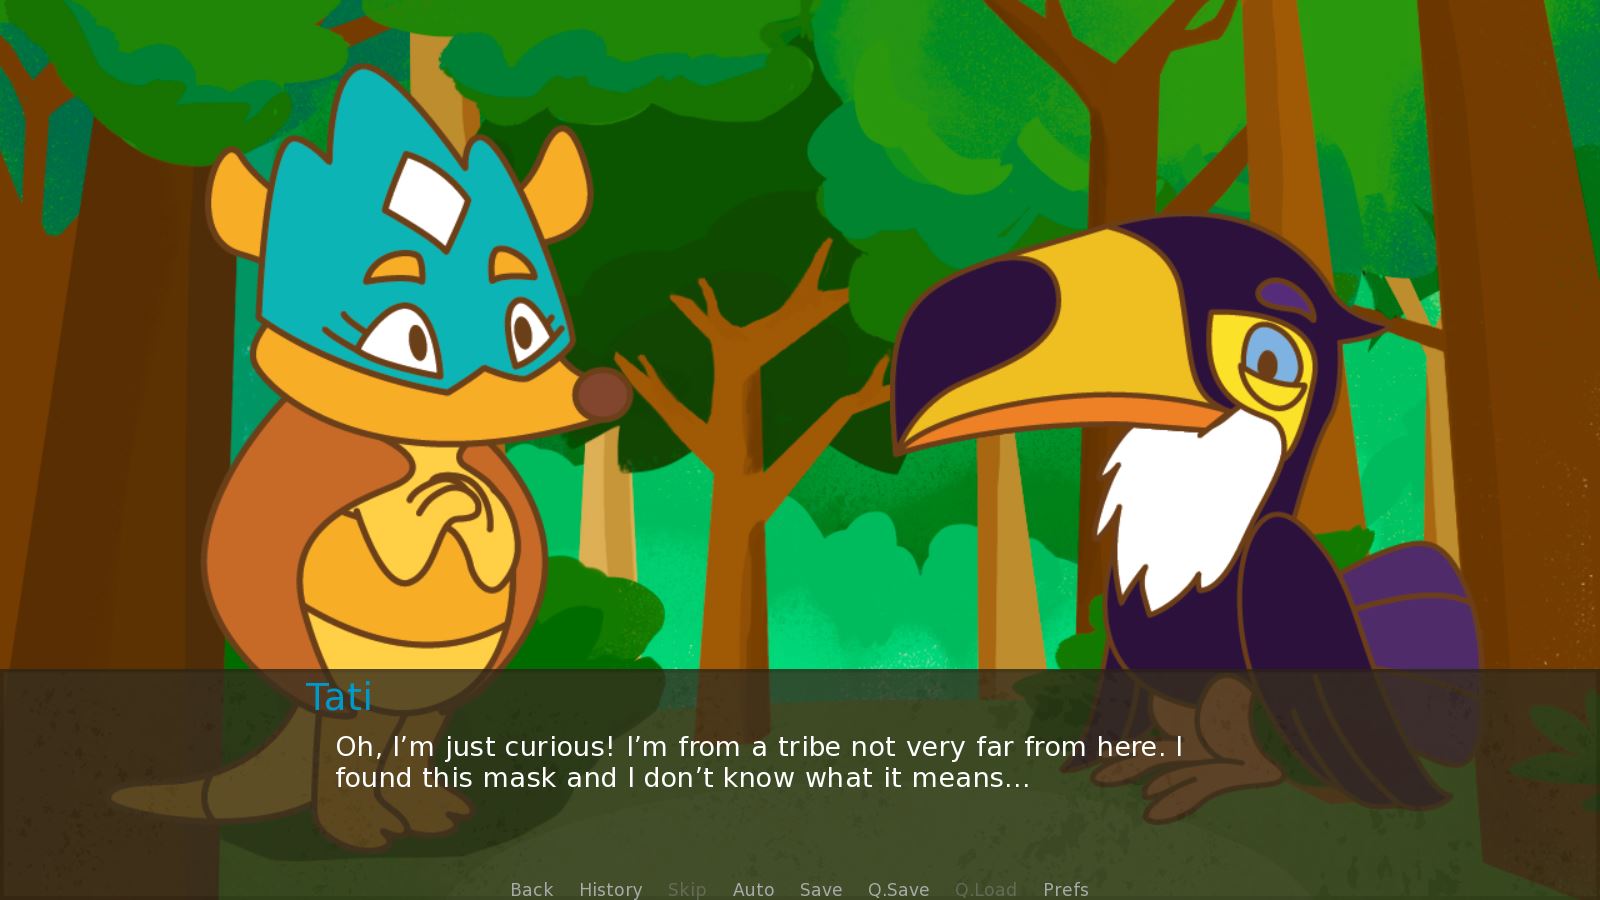 Tati
Oh, I’m just curious! I’m from a tribe not very far from here. I
found this mask and I don’t know what it means…
Back History Skip Auto Save Q.Save Q.Load Prefs